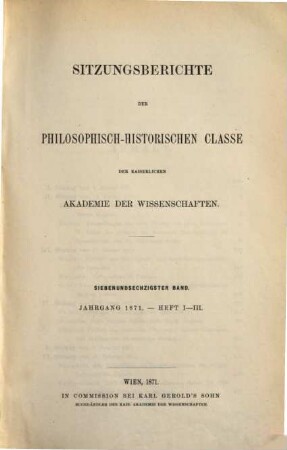 SITZUNGSBERICHTE
DER
PHILOSOPHISCH-HISTORISCHEN CLASSE
DER KAISERLICHEN
AKADEMIE DER WISSENSCHAFTEN.
SIEBENUNDSECHZIGSTER BAND.
JAHRGANG 1871. — HEFT I—III.
WIEN, 1871.
IN COMMISSION BEI KARL GEROLD'S SOHN
BUCHHÄNDLER DER KAIS. AKADEMIE DER WISSENSCHAFTEN